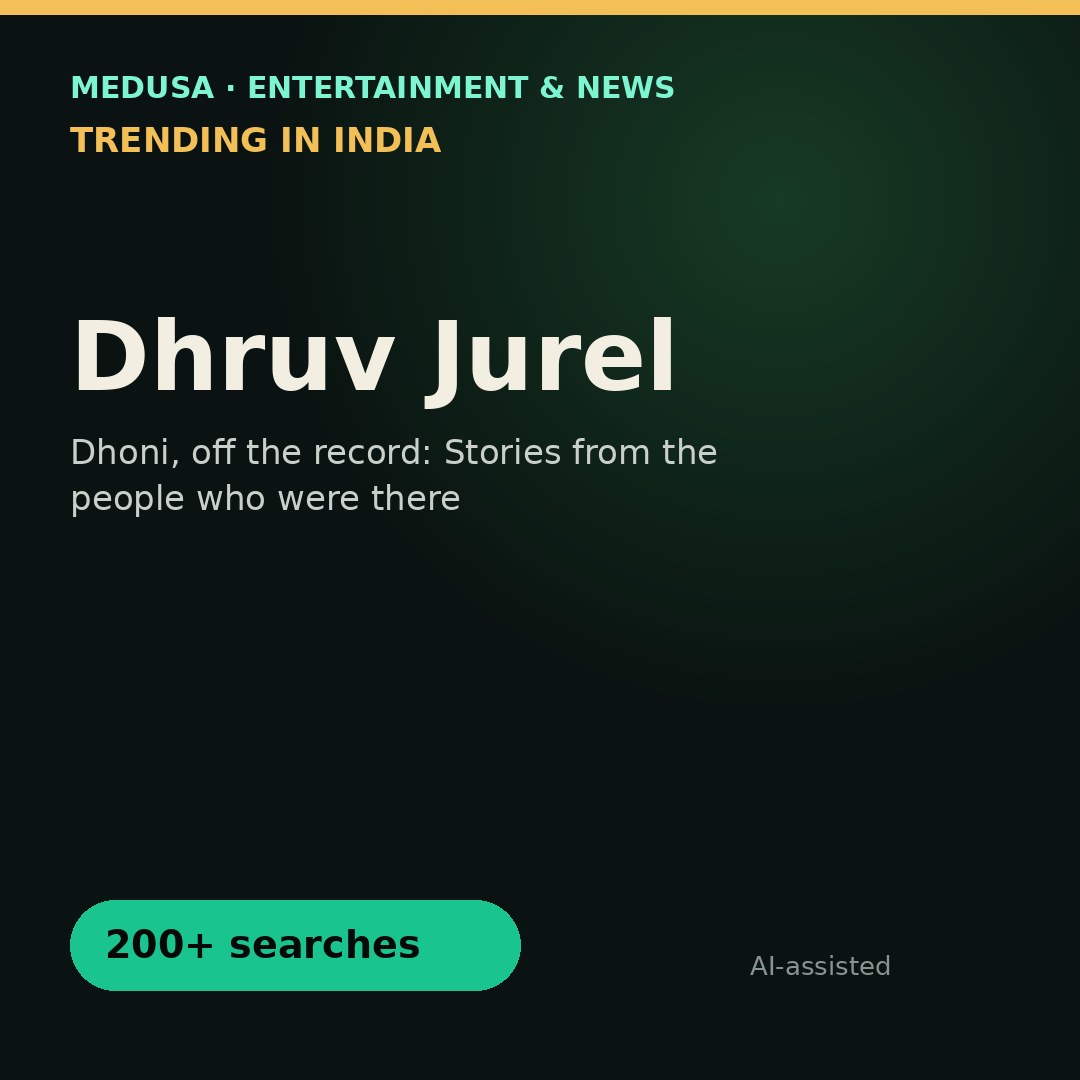 MEDUSA · ENTERTAINMENT & NEWS
TRENDING IN INDIA
Dhruv Jurel
Dhoni, off the record: Stories from the
people who were there
200+ searches
AI-assisted